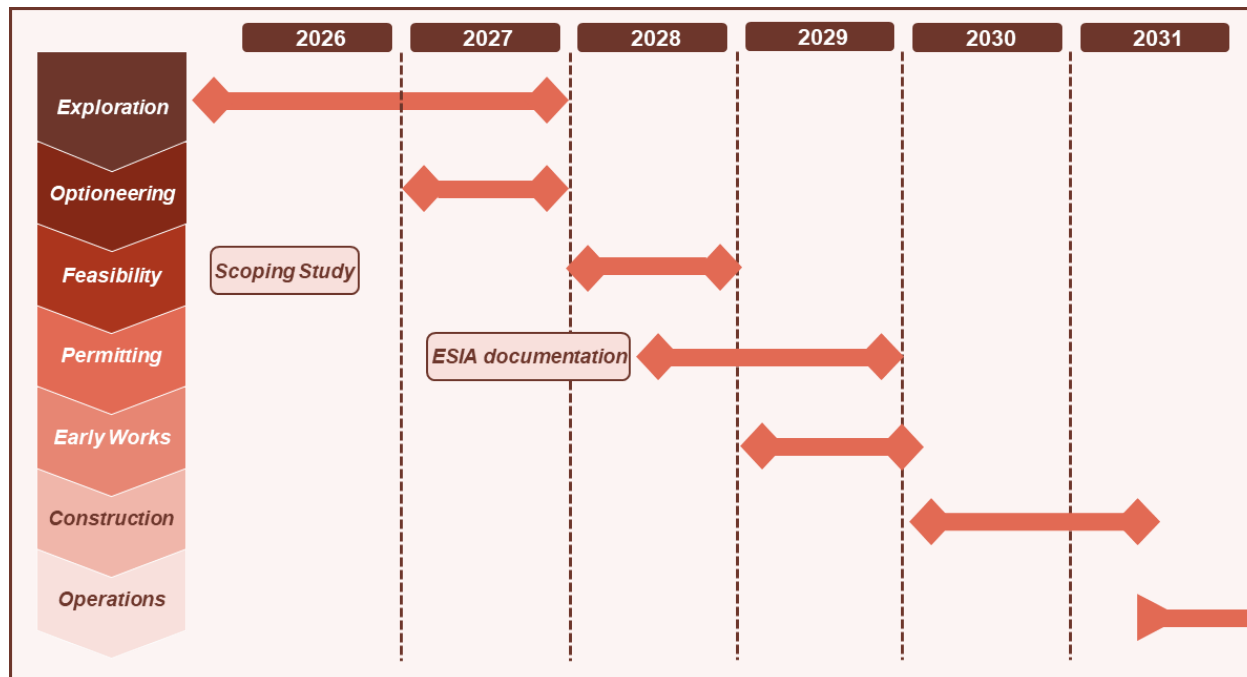 2026
2027
2028
2029
2030
2031
Exploration
Optioneering
Feasibility
Scoping Study
Permitting
ESIA documentation
Early Works
Construction
Operations